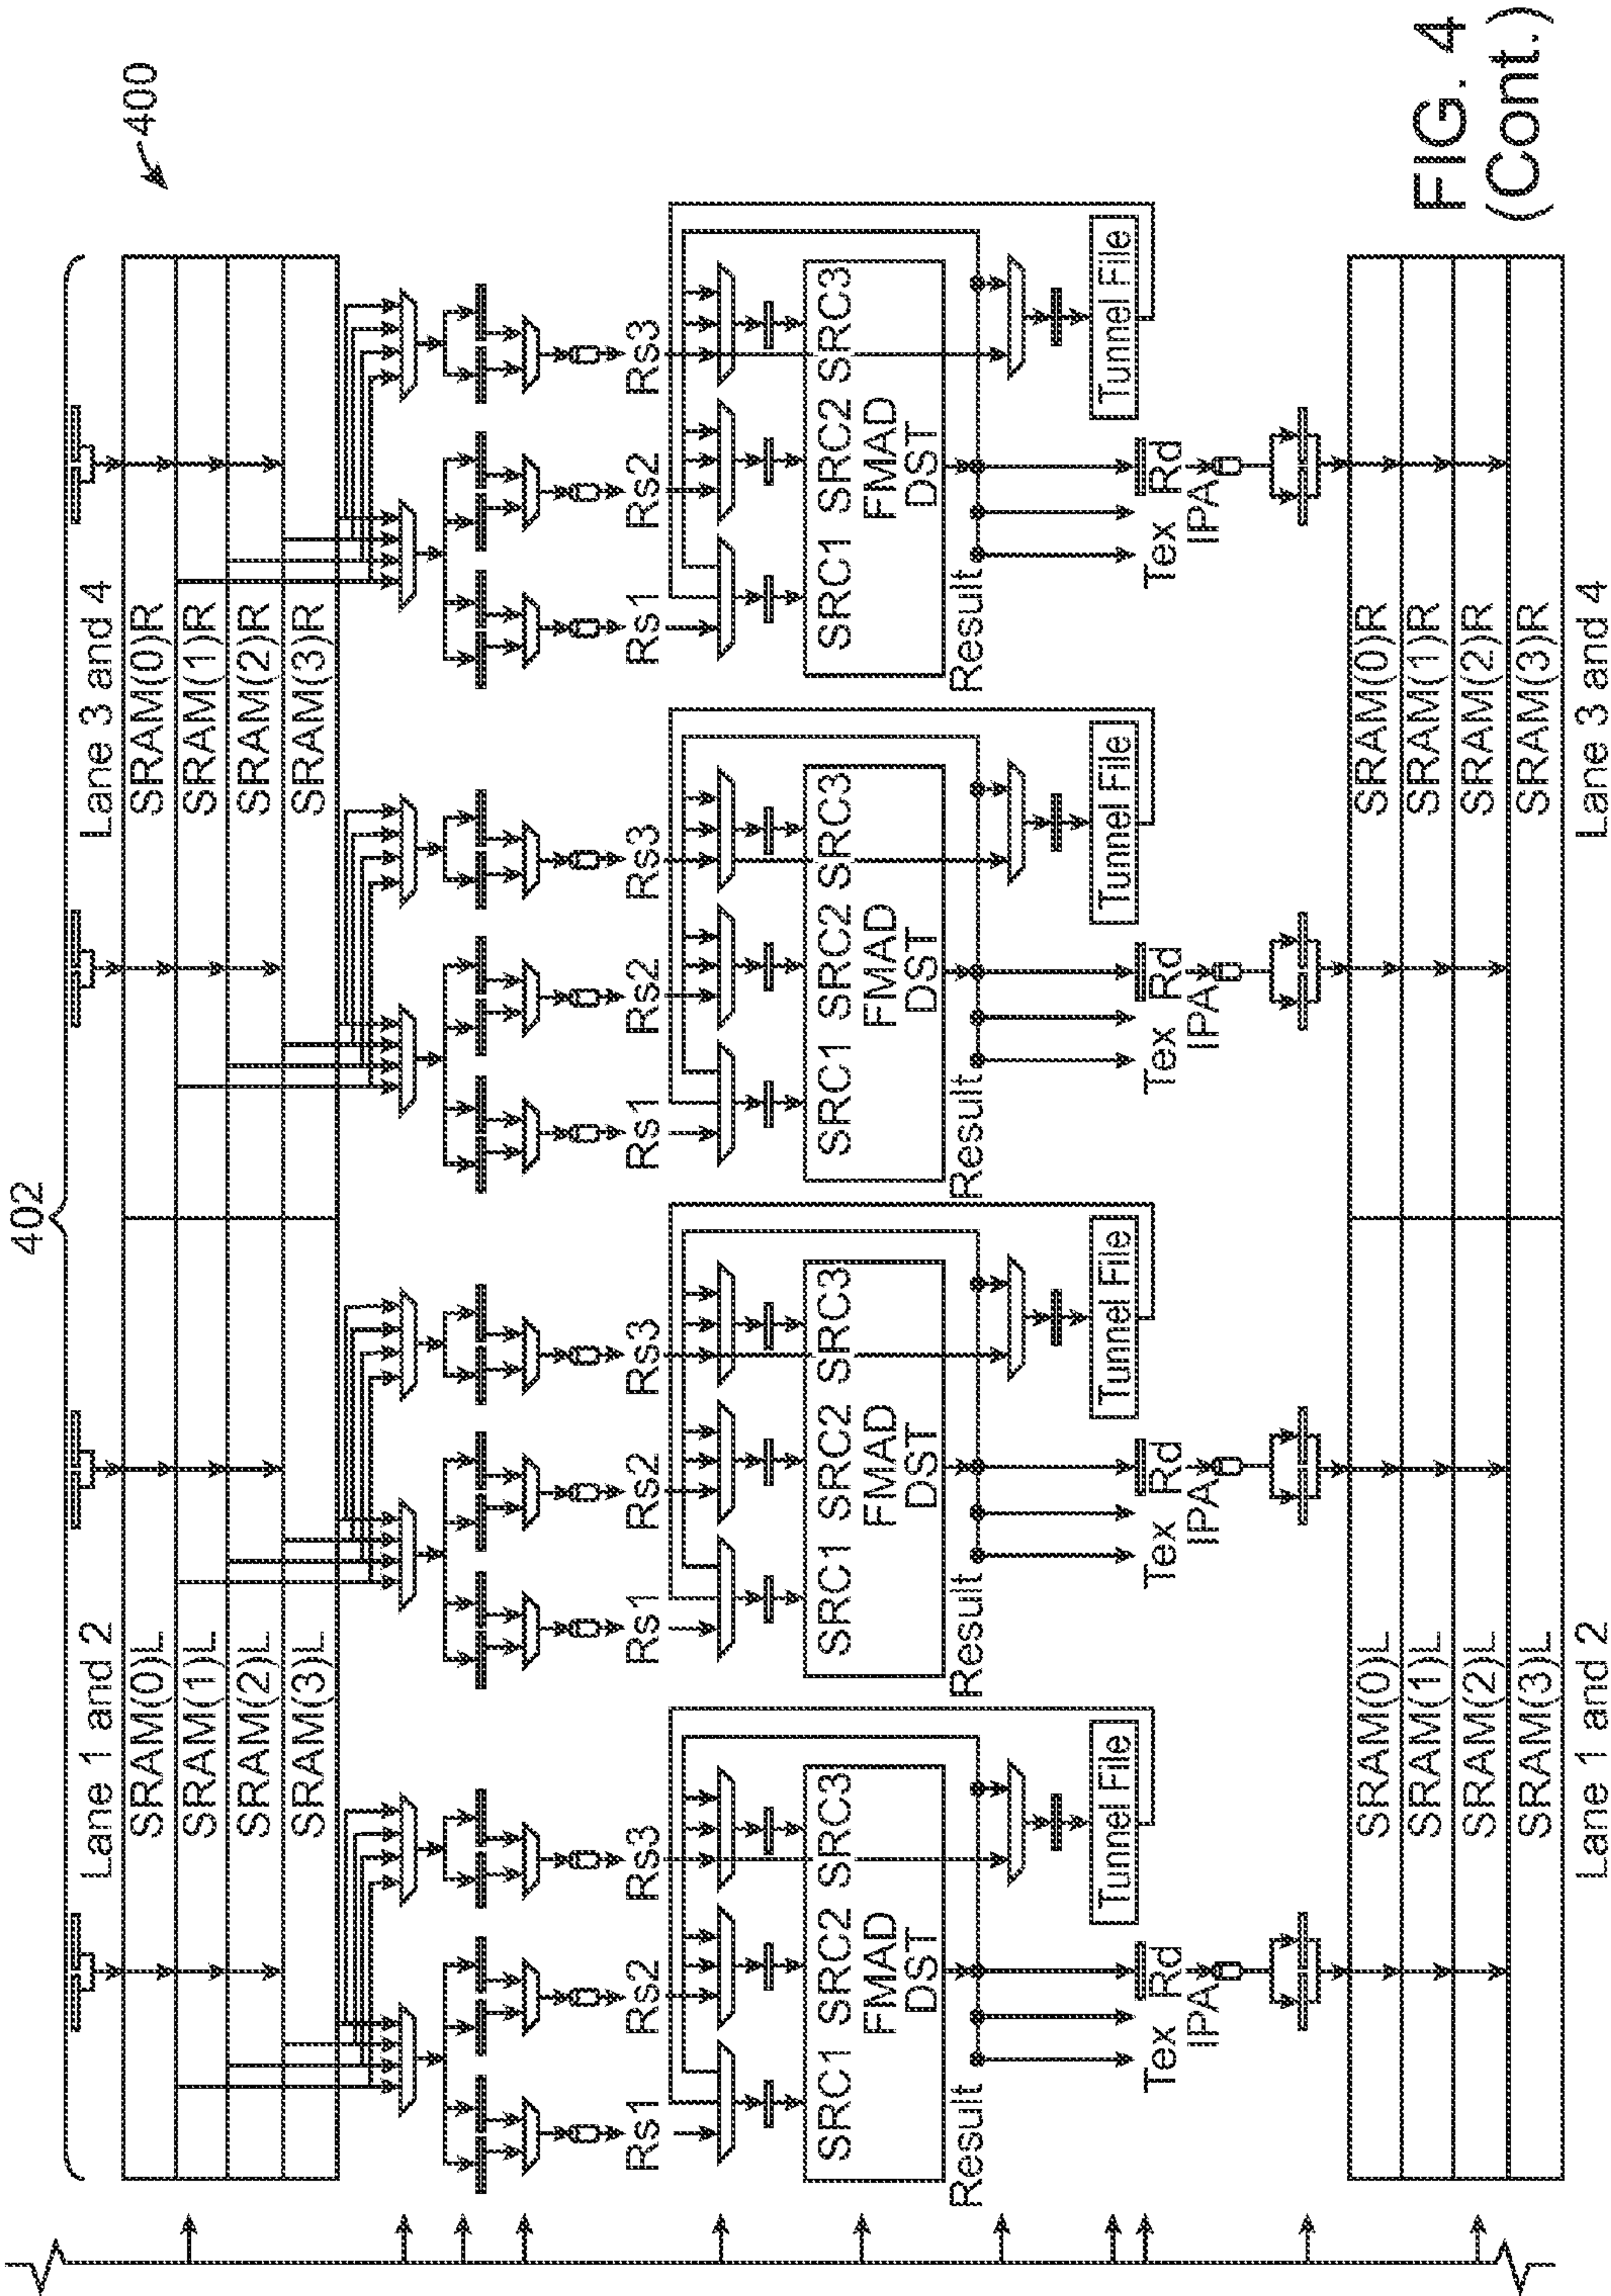 400
402
Lane 1 and 2 Lane 3 and 4
SRAM(0)L SRAM(0)R
SRAM(1)L SRAM(1)R
SRAM(2)L SRAM(2)R
SRAM(3)L SRAM(3)R
Rs1 Rs2 Rs3 Rs1 Rs2 Rs3 Rs1 Rs2 Rs3 Rs1 Rs2 Rs3
SRC1 SRC2 SRC3 SRC1 SRC2 SRC3 SRC1 SRC2 SRC3 SRC1 SRC2 SRC3
FMAD FMAD FMAD FMAD
DST DST DST DST
Result Result Result Result
Tunnel File Tunnel File Tunnel File Tunnel File
Tex Rd Tex Rd Tex Rd Tex Rd
IPA IPA IPA IPA
SRAM(0)L SRAM(0)R
SRAM(1)L SRAM(1)R
SRAM(2)L SRAM(2)R
SRAM(3)L SRAM(3)R
Lane 1 and 2 Lane 3 and 4
FIG. 4
(Cont.)